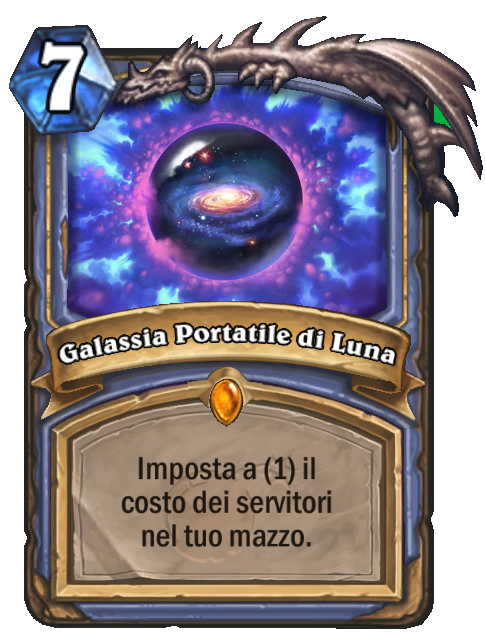 7
Galassia Portatile di Luna
Imposta a (1) il
costo dei servitori
nel tuo mazzo.